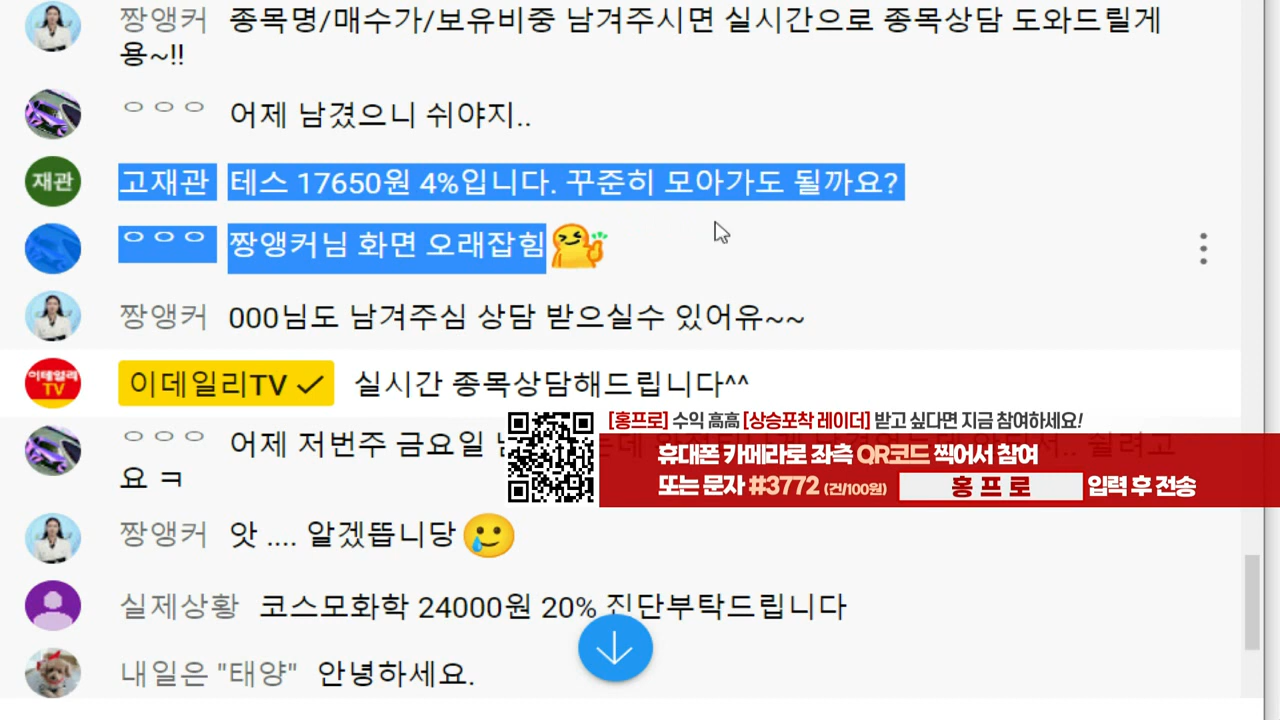 짱앵커 종목명/매수가/보유비중 남겨주시면 실시간으로 종목상담 도와드릴게
용~!!
ㅇㅇㅇ 어제 남겼으니 쉬야지..
재관 고재관 테스 17650원 4%입니다. 꾸준히 모아가도 될까요?
ㅇㅇㅇ 짱앵커님 화면 오래잡힘
짱앵커 000님도 남겨주심 상담 받으실수 있어유~~
이데일리TV 이데일리TV ✓ 실시간 종목상담해드립니다^^
[홍프로] 수익 高高 [상승포착 레이더] 받고 싶다면 지금 참여하세요!
ㅇㅇㅇ 어제 저번주 금요일
요 ㅋ
휴대폰 카메라로 좌측 QR코드 찍어서 참여
또는 문자 #3772 (건/100원) 홍 프 로 입력 후 전송
짱앵커 앗 .... 알겠뜹니당
실제상황 코스모화학 24000원 20% 진단부탁드립니다
내일은 "태양" 안녕하세요.